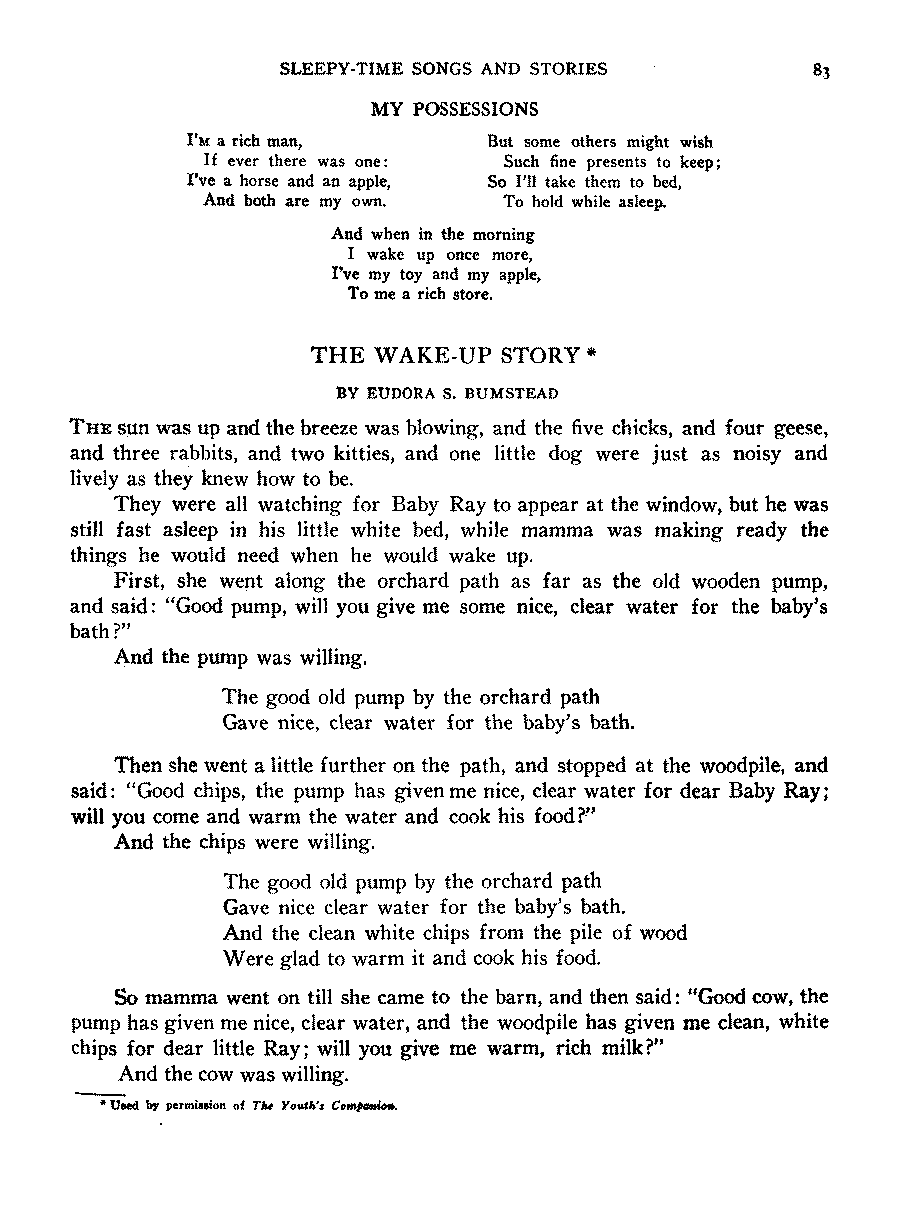 SLEEPY-TIME SONGS AND STORIES 83
MY POSSESSIONS
I'M a rich man,
If ever there was one:
I've a horse and an apple,
And both are my own.
But some others might wish
Such fine presents to keep;
So I'll take them to bed,
To hold while asleep.
And when in the morning
I wake up once more,
I've my toy and my apple,
To me a rich store.
THE WAKE-UP STORY *
BY EUDORA S. BUMSTEAD
THE sun was up and the breeze was blowing, and the five chicks, and four geese,
and three rabbits, and two kitties, and one little dog were just as noisy and
lively as they knew how to be.
They were all watching for Baby Ray to appear at the window, but he was
still fast asleep in his little white bed, while mamma was making ready the
things he would need when he would wake up.
First, she went along the orchard path as far as the old wooden pump,
and said: "Good pump, will you give me some nice, clear water for the baby's
bath?"
And the pump was willing.
The good old pump by the orchard path
Gave nice, clear water for the baby's bath.
Then she went a little further on the path, and stopped at the woodpile, and
said: "Good chips, the pump has given me nice, clear water for dear Baby Ray;
will you come and warm the water and cook his food?"
And the chips were willing.
The good old pump by the orchard path
Gave nice clear water for the baby's bath.
And the clean white chips from the pile of wood
Were glad to warm it and cook his food.
So mamma went on till she came to the barn, and then said: "Good cow, the
pump has given me nice, clear water, and the woodpile has given me clean, white
chips for dear little Ray; will you give me warm, rich milk?"
And the cow was willing.
* Used by permission of The Youth's Companion.